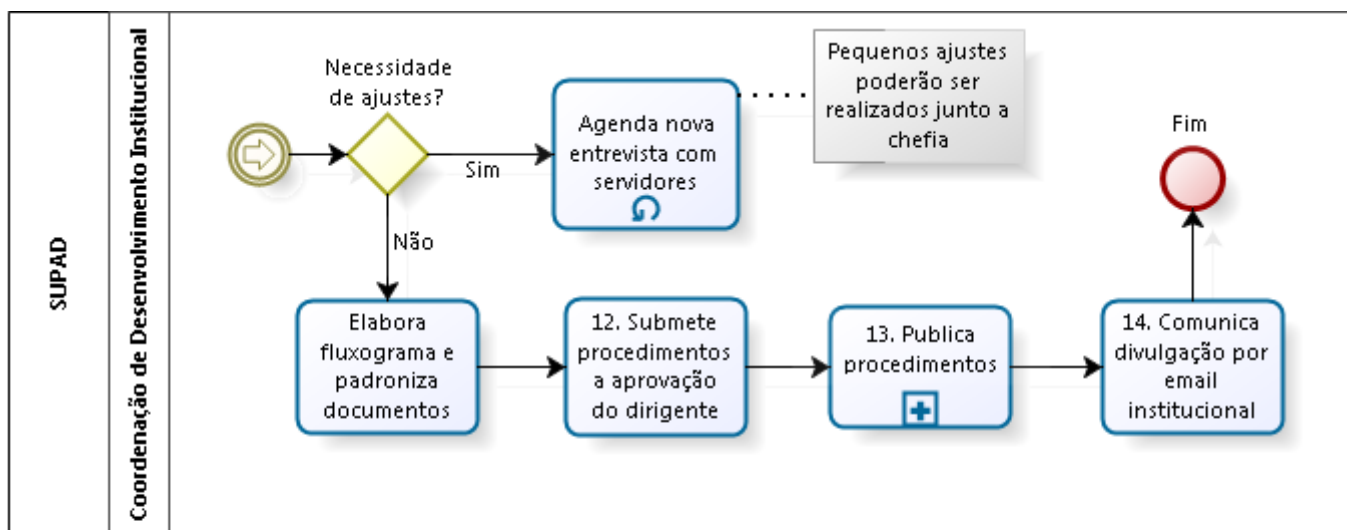 SUPAD
Coordenação de Desenvolvimento Institucional
Necessidade
de ajustes?
Sim
Não
Agenda nova
entrevista com
servidores
Pequenos ajustes
poderão ser
realizados junto a
chefia
Fim
Elabora
fluxograma e
padroniza
documentos
12. Submete
procedimentos
a aprovação
do dirigente
13. Publica
procedimentos
14. Comunica
divulgação por
email
institucional